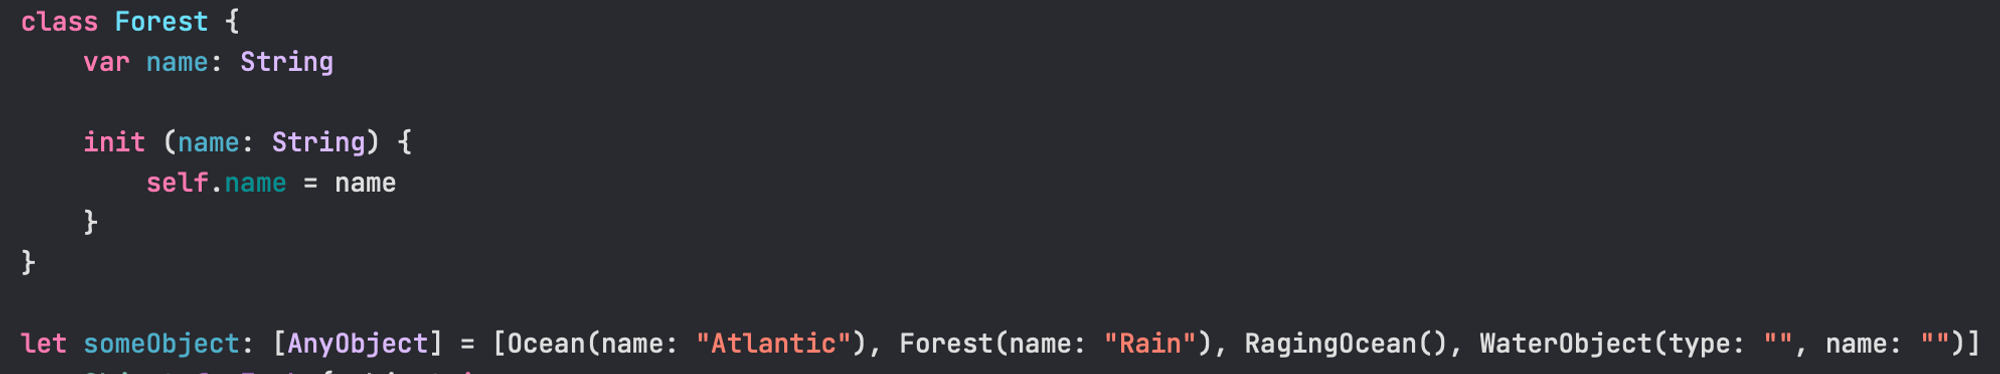 class Forest {
    var name: String

    init (name: String) {
        self.name = name
    }
}

let someObject: [AnyObject] = [Ocean(name: "Atlantic"), Forest(name: "Rain"), RagingOcean(), WaterObject(type: "", name: "")]